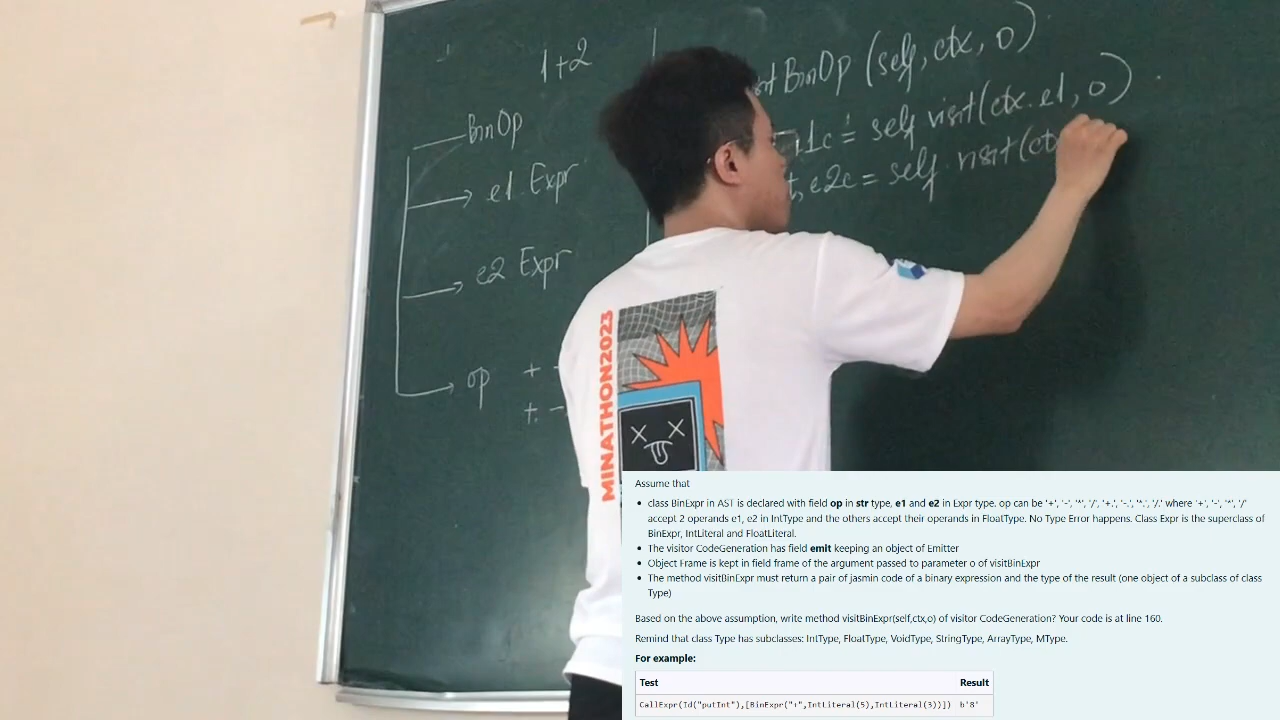 1+2
BinOp
e1 Expr
e2 Expr
op + -
+. -
BinOp (self, ctx, o)
1c = self visit(ctx.e1, o)
t, e2c = self visit(ct
MINATHON2023
Assume that
• class BinExpr in AST is declared with field op in str type, e1 and e2 in Expr type. op can be '+', '-', '*', '/', '+.', '-.', '*.', '/.' where '+', '-', '*', '/'
accept 2 operands e1, e2 in IntType and the others accept their operands in FloatType. No Type Error happens. Class Expr is the superclass of
BinExpr, IntLiteral and FloatLiteral.
• The visitor CodeGeneration has field emit keeping an object of Emitter
• Object Frame is kept in field frame of the argument passed to parameter o of visitBinExpr
• The method visitBinExpr must return a pair of jasmin code of a binary expression and the type of the result (one object of a subclass of class
Type)
Based on the above assumption, write method visitBinExpr(self,ctx,o) of visitor CodeGeneration? Your code is at line 160.
Remind that class Type has subclasses: IntType, FloatType, VoidType, StringType, ArrayType, MType.
For example:
Test Result
CallExpr(Id("putInt"),[BinExpr("+",IntLiteral(5),IntLiteral(3))]) b'8'